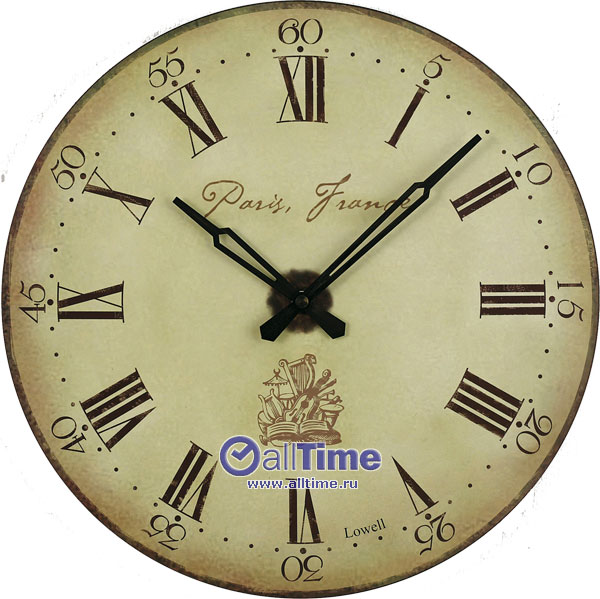 60
55
5
XII
XI
I
50
10
X
II
Paris, France
45
IX
III
15
VIII
IIII
40
20
VII
VI
V
allTime
www.alltime.ru
35
Lowell
25
30